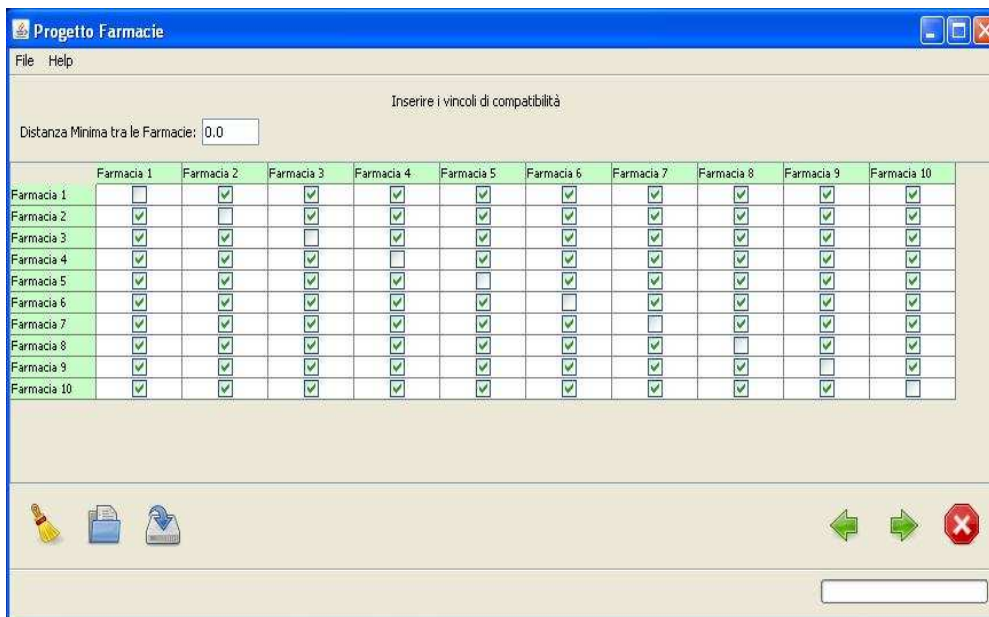 Progetto Farmacie
File Help
Inserire i vincoli di compatibilità
Distanza Minima tra le Farmacie: 0.0
Farmacia 1 Farmacia 2 Farmacia 3 Farmacia 4 Farmacia 5 Farmacia 6 Farmacia 7 Farmacia 8 Farmacia 9 Farmacia 10
Farmacia 1
Farmacia 2
Farmacia 3
Farmacia 4
Farmacia 5
Farmacia 6
Farmacia 7
Farmacia 8
Farmacia 9
Farmacia 10